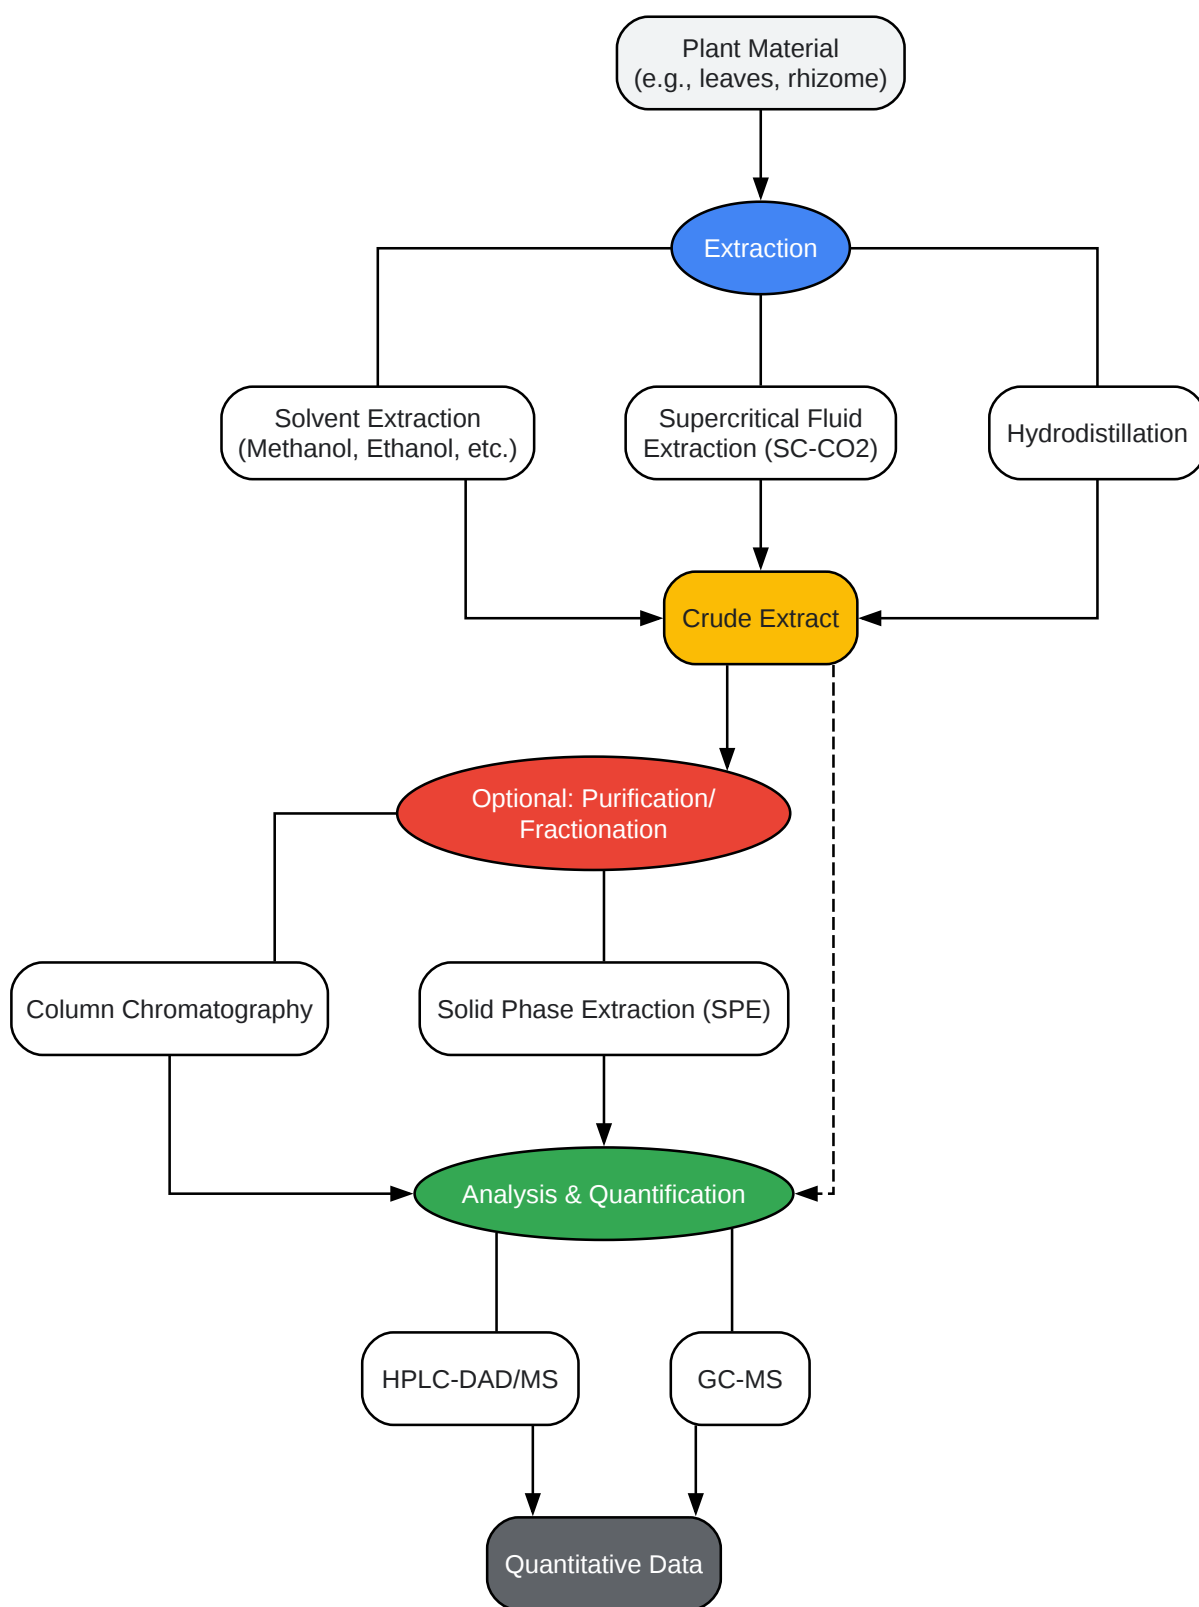 Plant Material
(e.g., leaves, rhizome)
Extraction
Solvent Extraction
(Methanol, Ethanol, etc.)
Supercritical Fluid
Extraction (SC-CO2)
Hydrodistillation
Crude Extract
Optional: Purification/
Fractionation
Column Chromatography
Solid Phase Extraction (SPE)
Analysis & Quantification
HPLC-DAD/MS
GC-MS
Quantitative Data